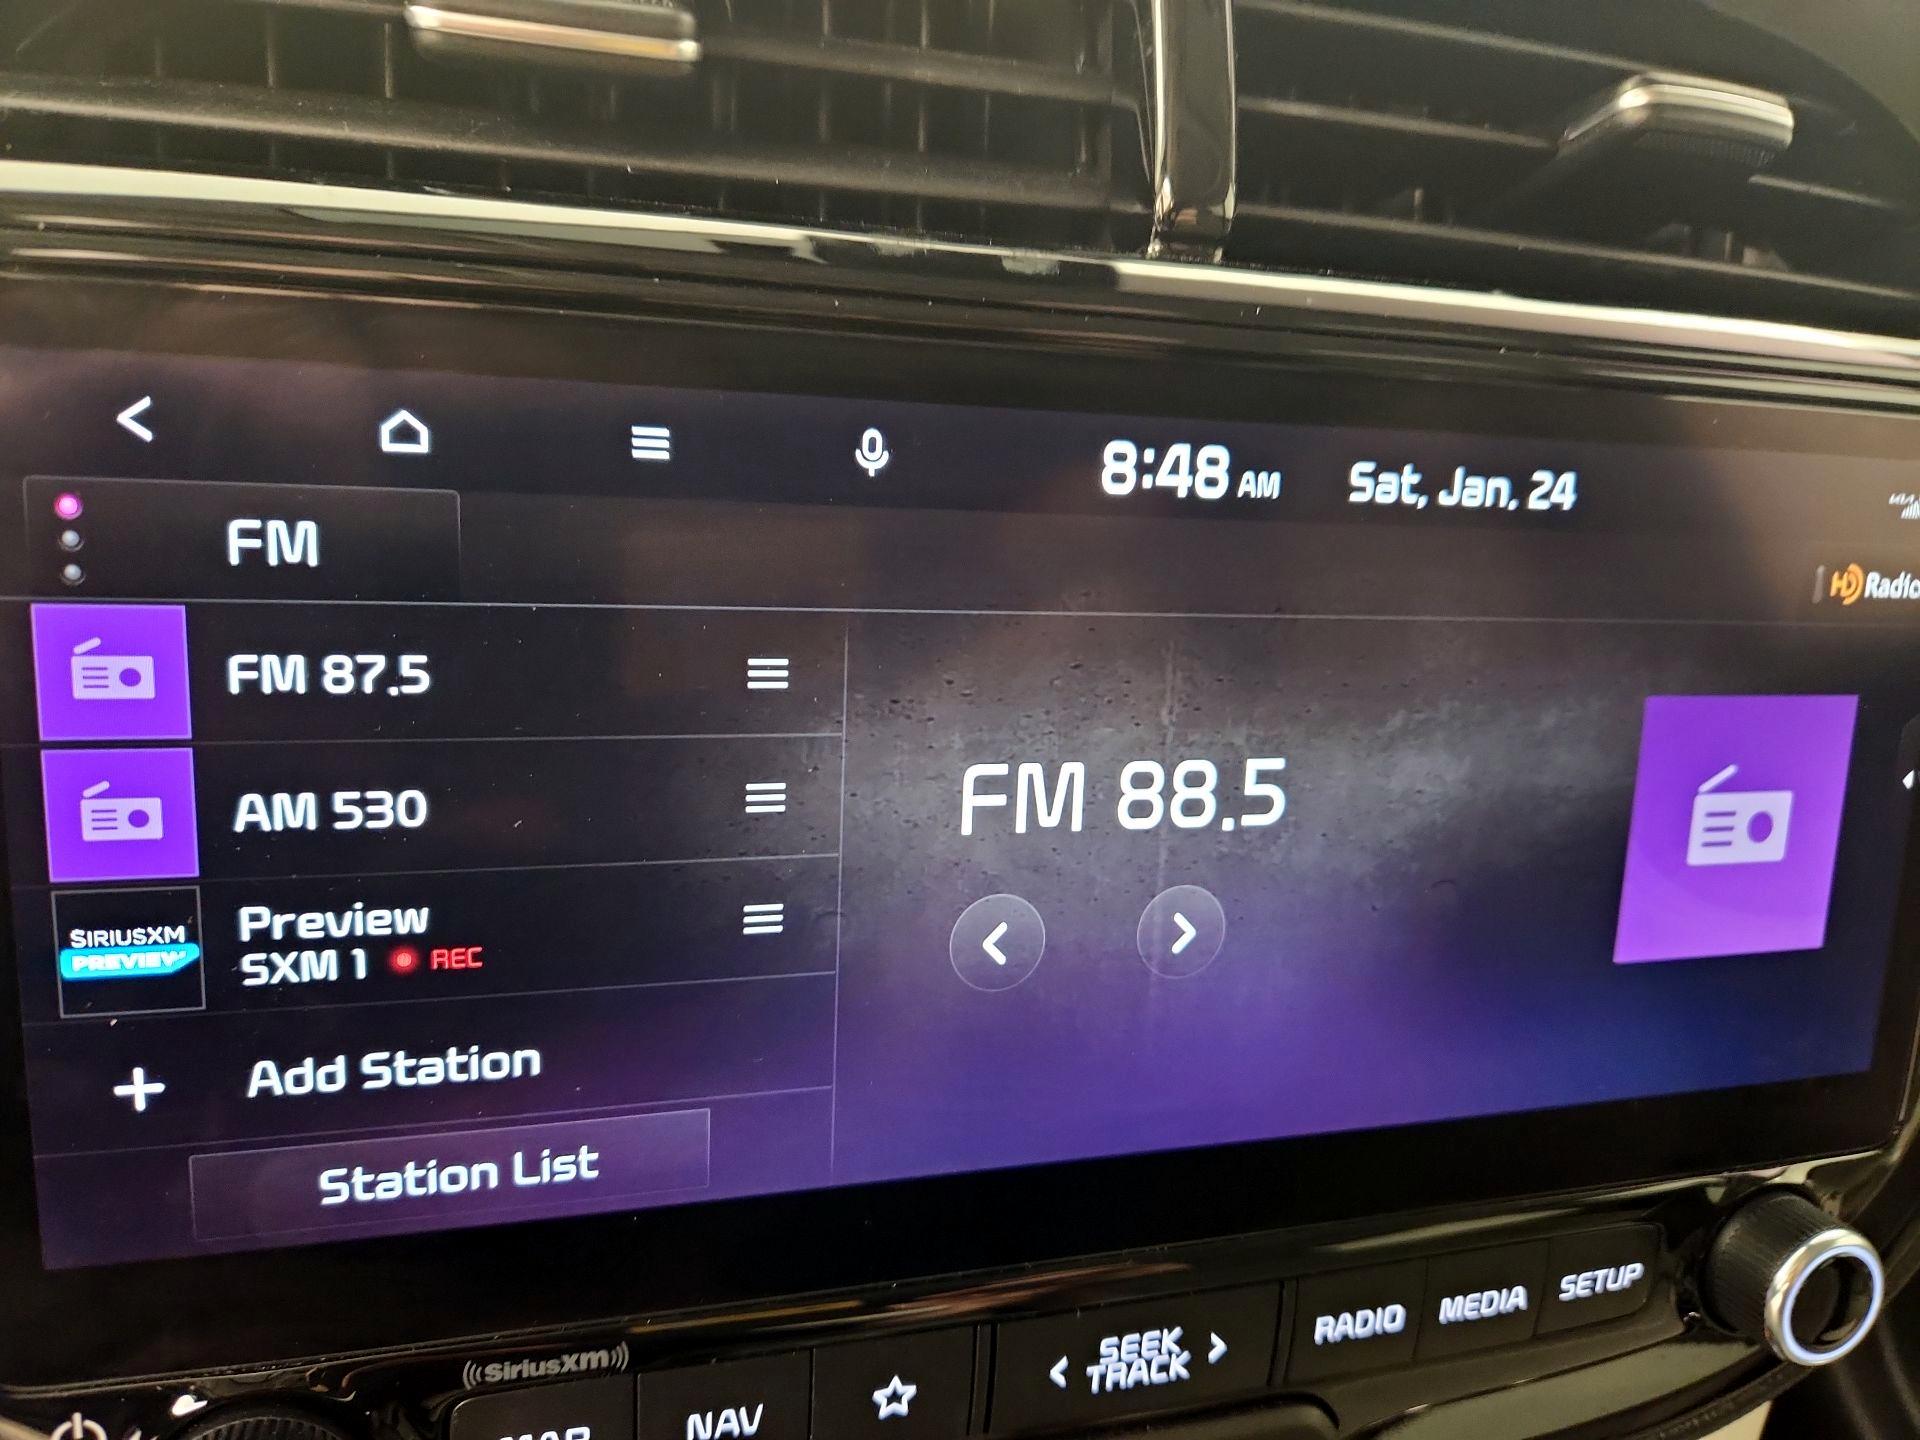 8:48 AM Sat, Jan. 24
FM
HD Radio
FM 87.5
AM 530
FM 88.5
SIRIUSXM
PREVIEW
Preview
SXM 1 REC
Add Station
Station List
((SiriusXM))
MAP
NAV
< SEEK >
TRACK
RADIO
MEDIA
SETUP